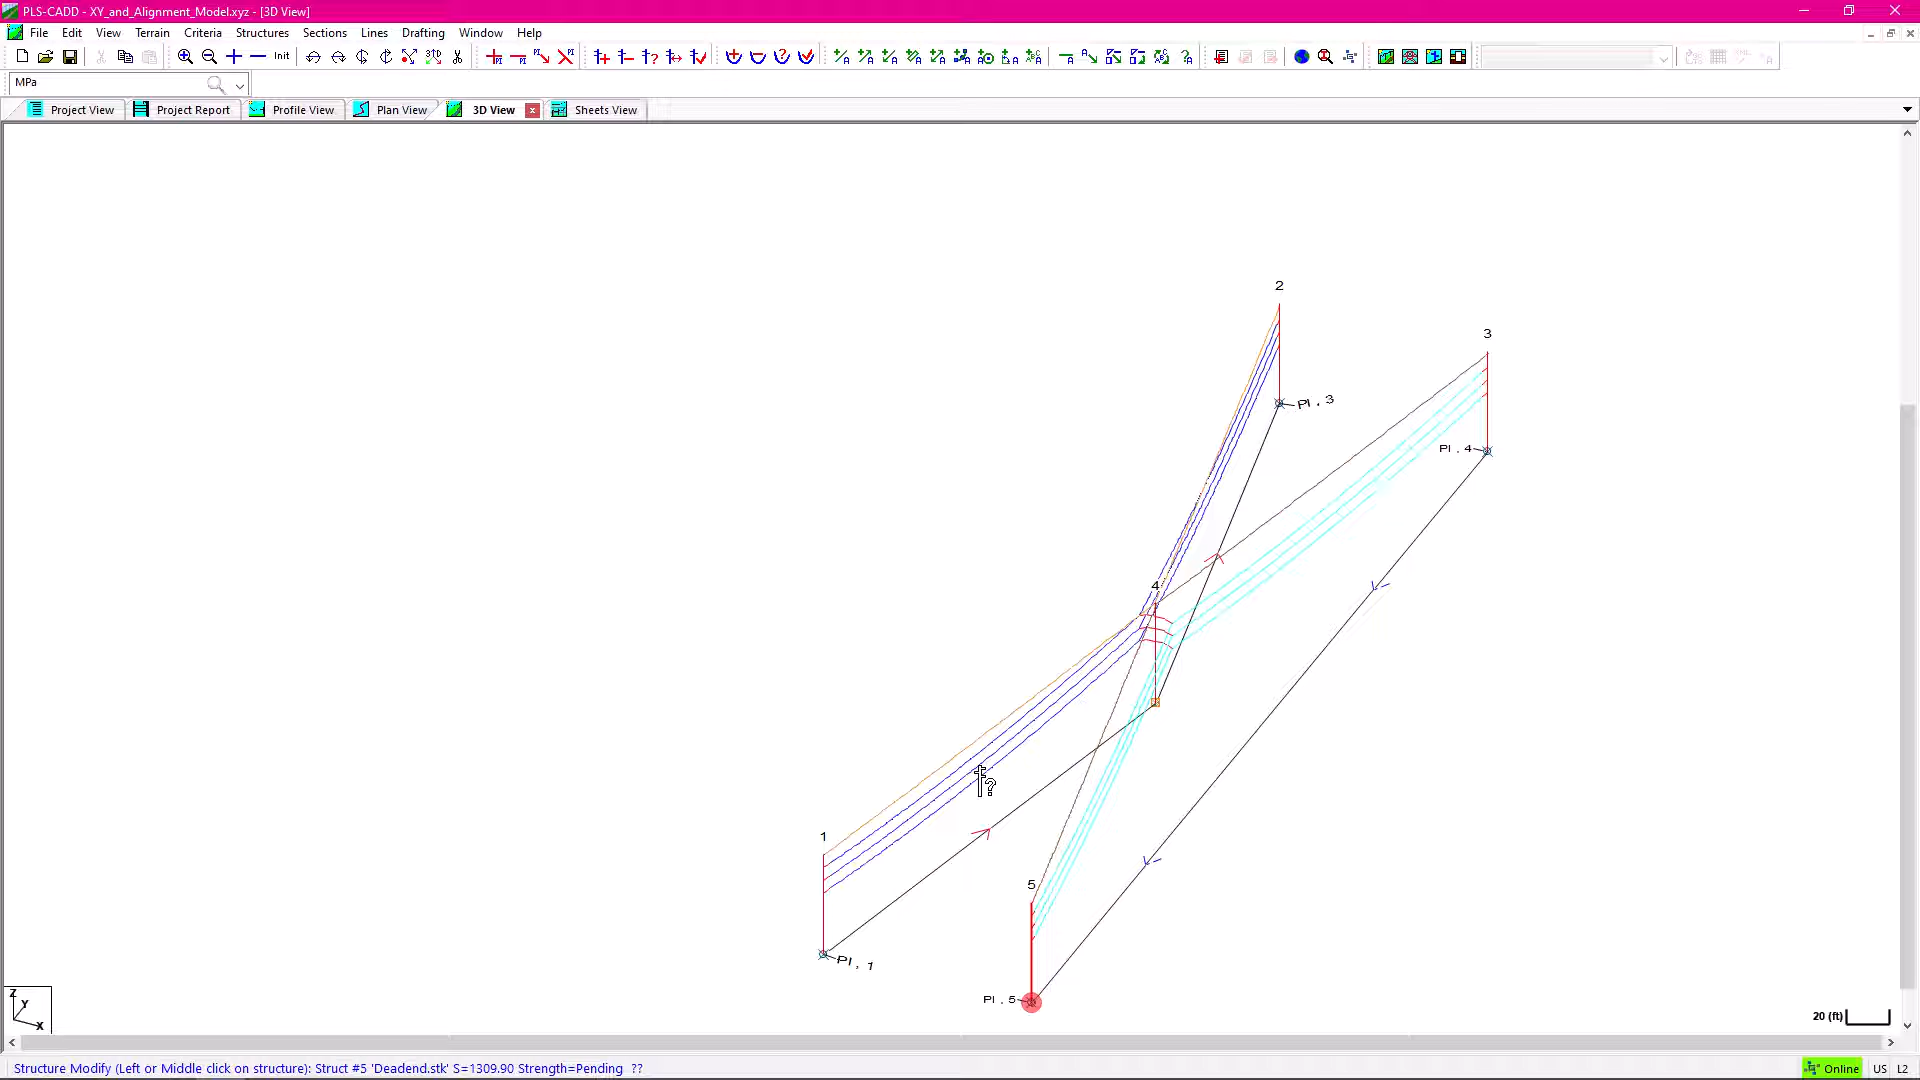 PLS-CADD - XY_and_Alignment_Model.xyz - [3D View]
File Edit View Terrain Criteria Structures Sections Lines Drafting Window Help
Init
MPa
Project View Project Report Profile View Plan View 3D View Sheets View
2
3
PI , 3
PI , 4
4
1
5
PI , 1
PI , 5
Z
Y
X
20 (ft)
Structure Modify (Left or Middle click on structure): Struct #5 'Deadend.stk' S=1309.90 Strength=Pending ??
Online US L2